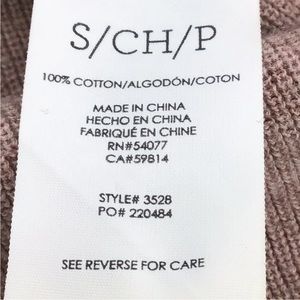 S/CH/P
100% COTTON/ALGODÓN/COTON
MADE IN CHINA
HECHO EN CHINA
FABRIQUÉ EN CHINE
RN#54077
CA#59814
STYLE# 3528
PO# 220484
SEE REVERSE FOR CARE